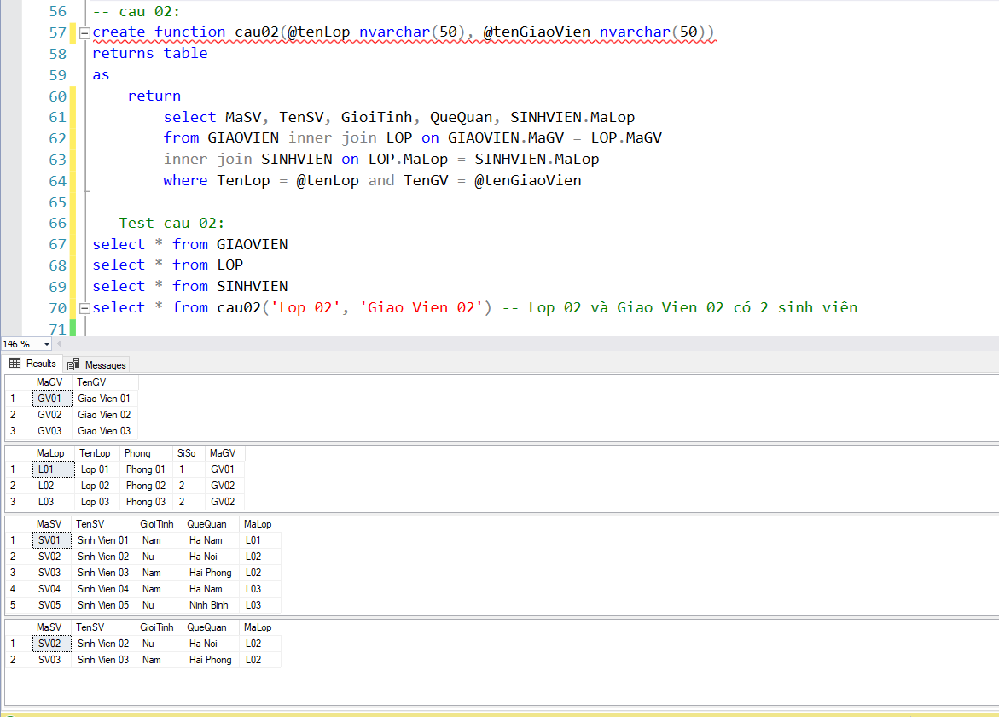 56 -- cau 02:
57 create function cau02(@tenLop nvarchar(50), @tenGiaoVien nvarchar(50))
58 returns table
59 as
60 return
61 select MaSV, TenSV, GioiTinh, QueQuan, SINHVIEN.MaLop
62 from GIAOVIEN inner join LOP on GIAOVIEN.MaGV = LOP.MaGV
63 inner join SINHVIEN on LOP.MaLop = SINHVIEN.MaLop
64 where TenLop = @tenLop and TenGV = @tenGiaoVien
65
66 -- Test cau 02:
67 select * from GIAOVIEN
68 select * from LOP
69 select * from SINHVIEN
70 select * from cau02('Lop 02', 'Giao Vien 02') -- Lop 02 và Giao Vien 02 có 2 sinh viên
71
146 %
Results Messages
MaGV TenGV
1 GV01 Giao Vien 01
2 GV02 Giao Vien 02
3 GV03 Giao Vien 03
MaLop TenLop Phong SiSo MaGV
1 L01 Lop 01 Phong 01 1 GV01
2 L02 Lop 02 Phong 02 2 GV02
3 L03 Lop 03 Phong 03 2 GV02
MaSV TenSV GioiTinh QueQuan MaLop
1 SV01 Sinh Vien 01 Nam Ha Nam L01
2 SV02 Sinh Vien 02 Nu Ha Noi L02
3 SV03 Sinh Vien 03 Nam Hai Phong L02
4 SV04 Sinh Vien 04 Nam Ha Nam L03
5 SV05 Sinh Vien 05 Nu Ninh Binh L03
MaSV TenSV GioiTinh QueQuan MaLop
1 SV02 Sinh Vien 02 Nu Ha Noi L02
2 SV03 Sinh Vien 03 Nam Hai Phong L02